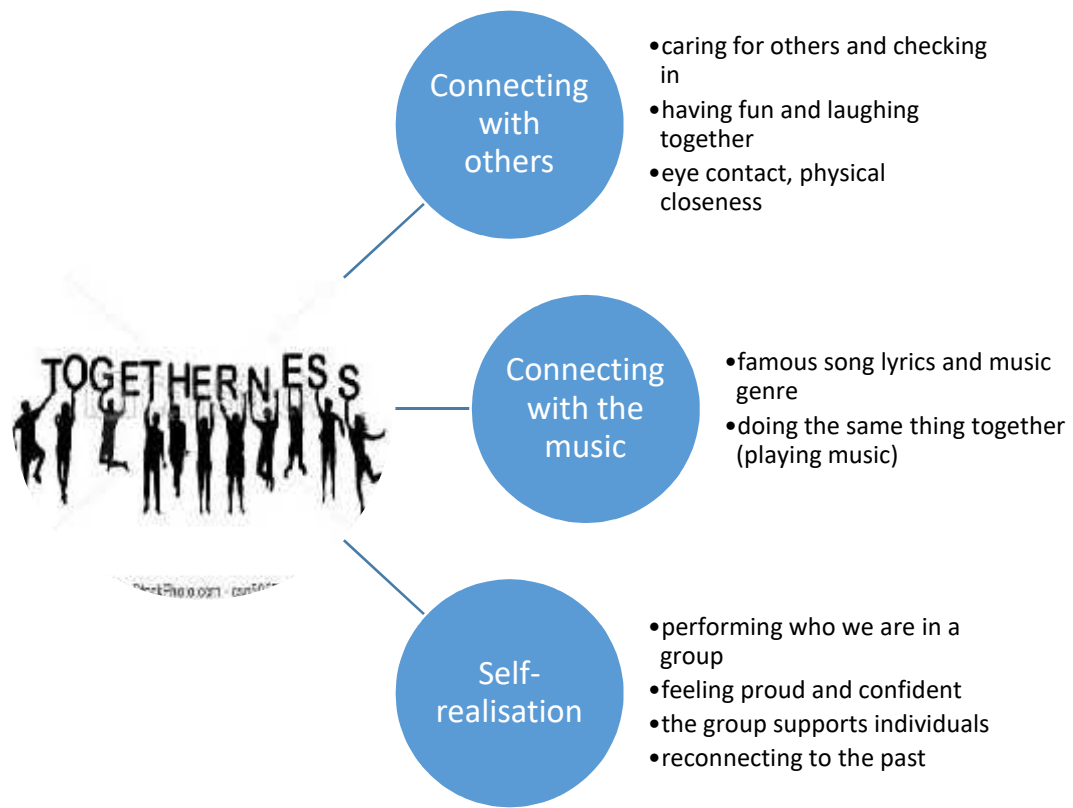 TOGETHERNESS
Connecting
with
others
•caring for others and checking
in
•having fun and laughing
together
•eye contact, physical
closeness
Connecting
with the
music
•famous song lyrics and music
genre
•doing the same thing together
(playing music)
Self-
realisation
•performing who we are in a
group
•feeling proud and confident
•the group supports individuals
•reconnecting to the past